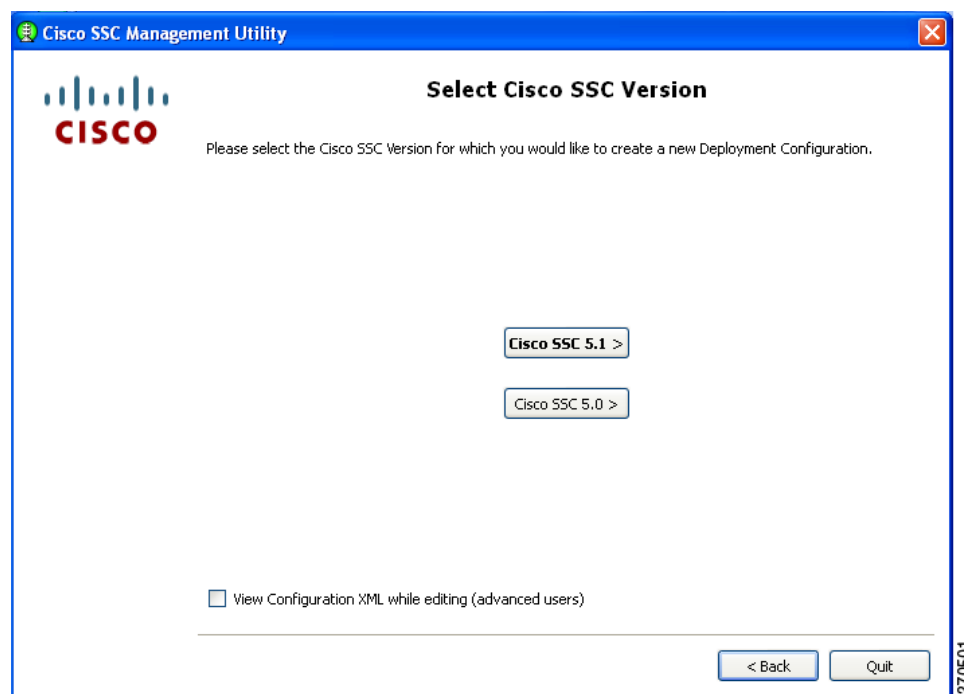 Cisco SSC Management Utility
CISCO
Select Cisco SSC Version
Please select the Cisco SSC Version for which you would like to create a new Deployment Configuration.
Cisco SSC 5.1 >
Cisco SSC 5.0 >
View Configuration XML while editing (advanced users)
< Back
Quit
270501